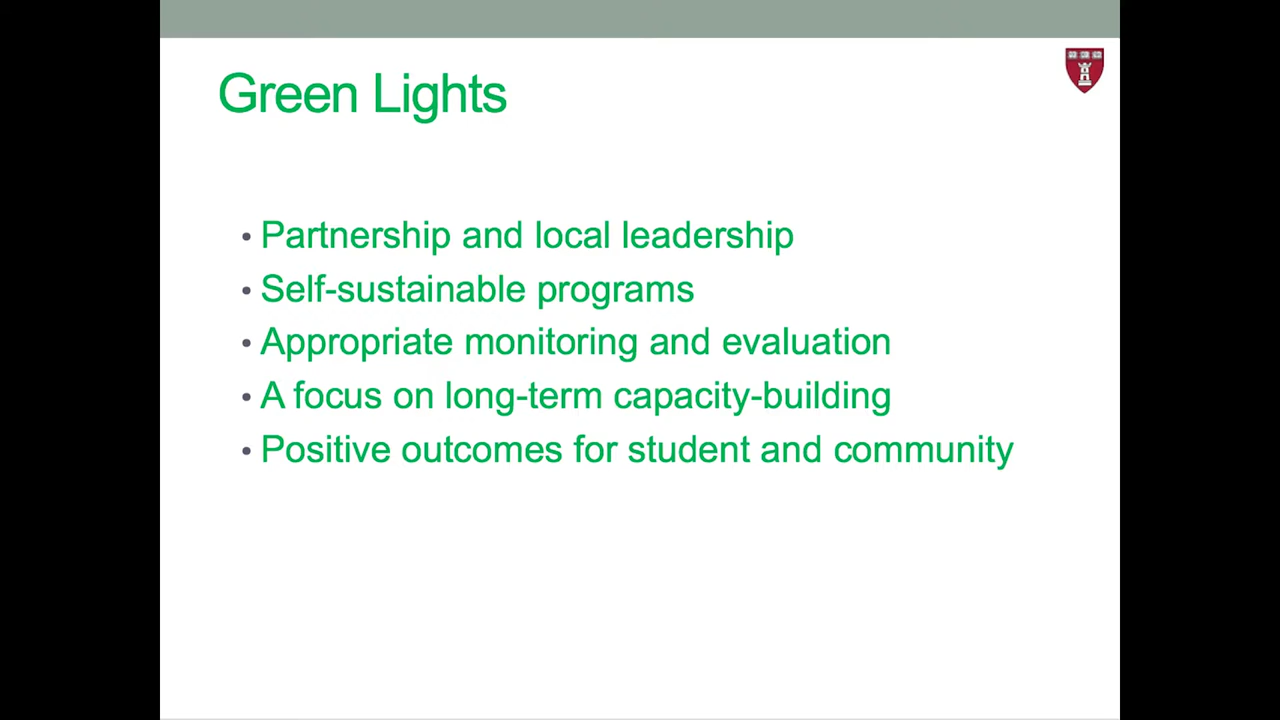 Green Lights
• Partnership and local leadership
• Self-sustainable programs
• Appropriate monitoring and evaluation
• A focus on long-term capacity-building
• Positive outcomes for student and community